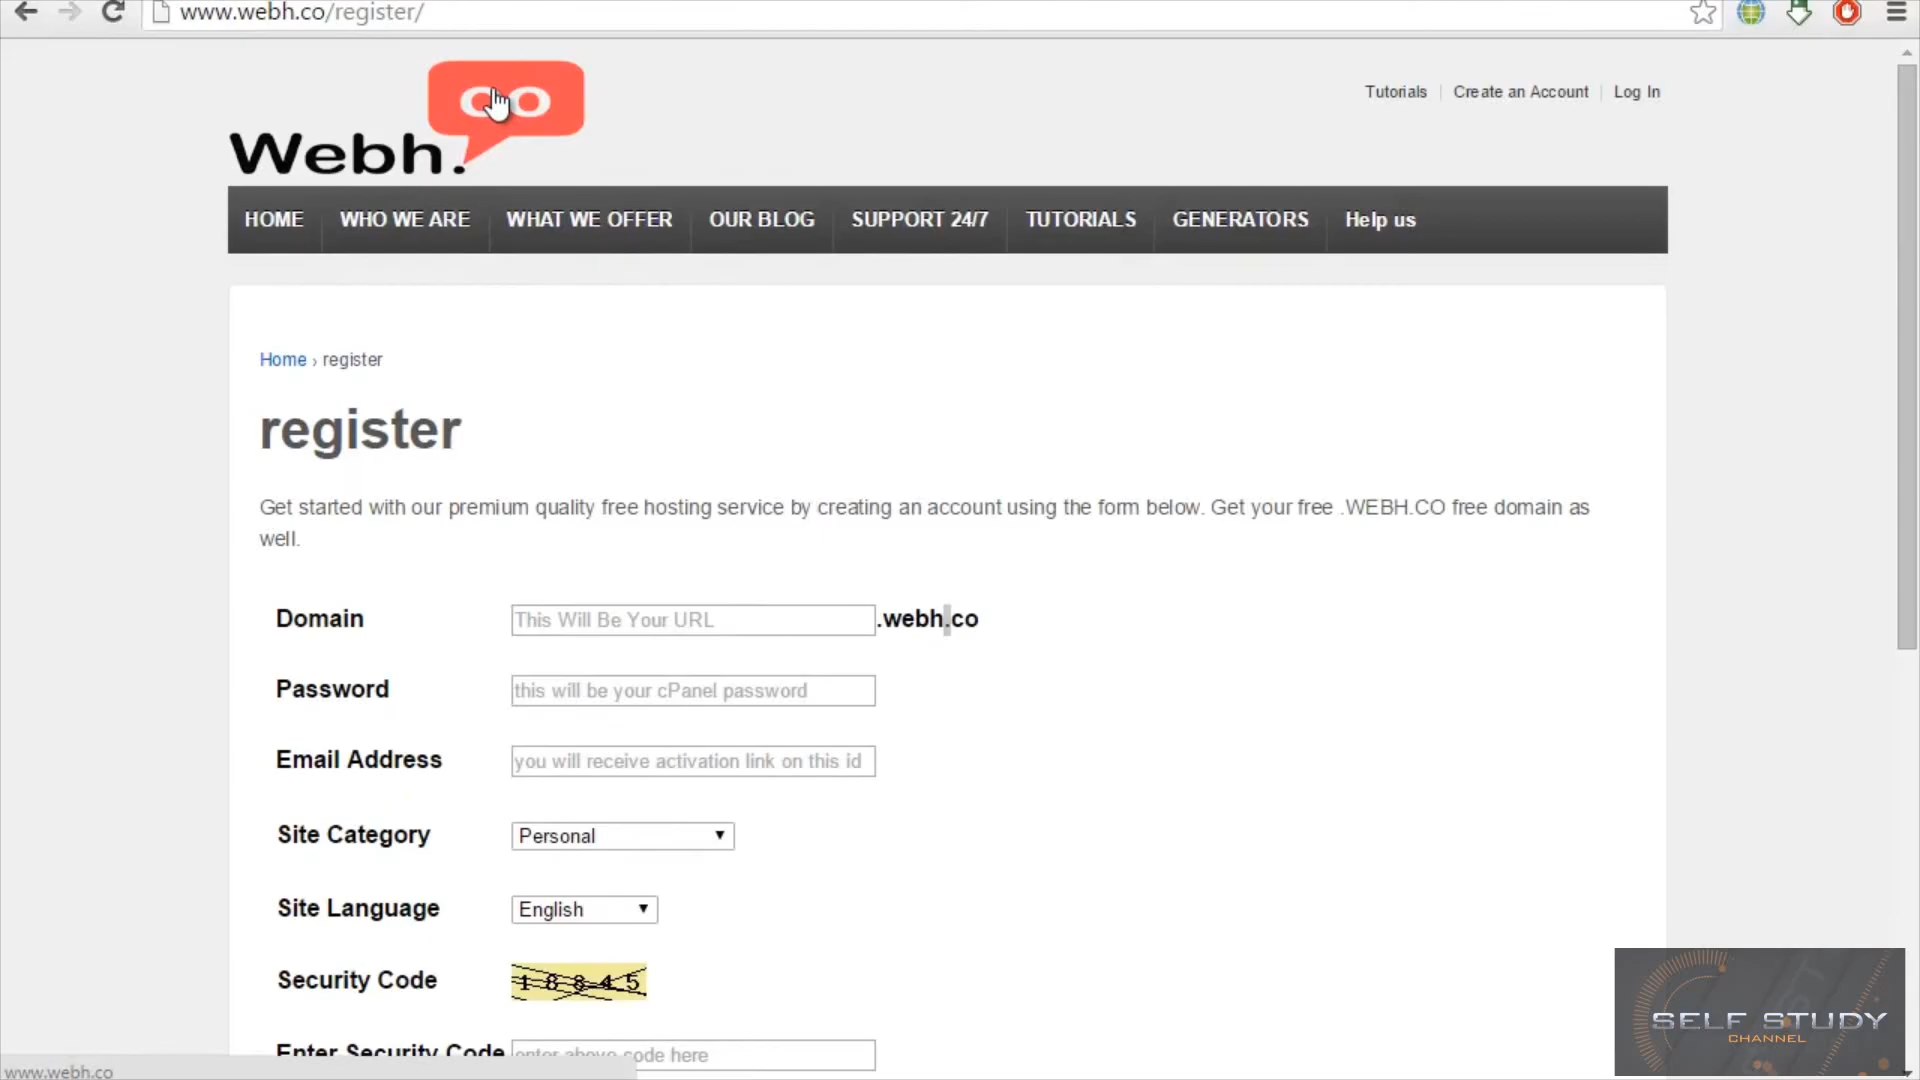 www.webh.co/register/
co
Webh.
Tutorials
Create an Account
Log In
HOME
WHO WE ARE
WHAT WE OFFER
OUR BLOG
SUPPORT 24/7
TUTORIALS
GENERATORS
Help us
Home › register
register
Get started with our premium quality free hosting service by creating an account using the form below. Get your free .WEBH.CO free domain as
well.
Domain
This Will Be Your URL
.webh.co
Password
this will be your cPanel password
Email Address
you will receive activation link on this id
Site Category
Personal
Site Language
English
Security Code
18845
Enter Security Code
enter above code here
www.webh.co
SELF STUDY
CHANNEL